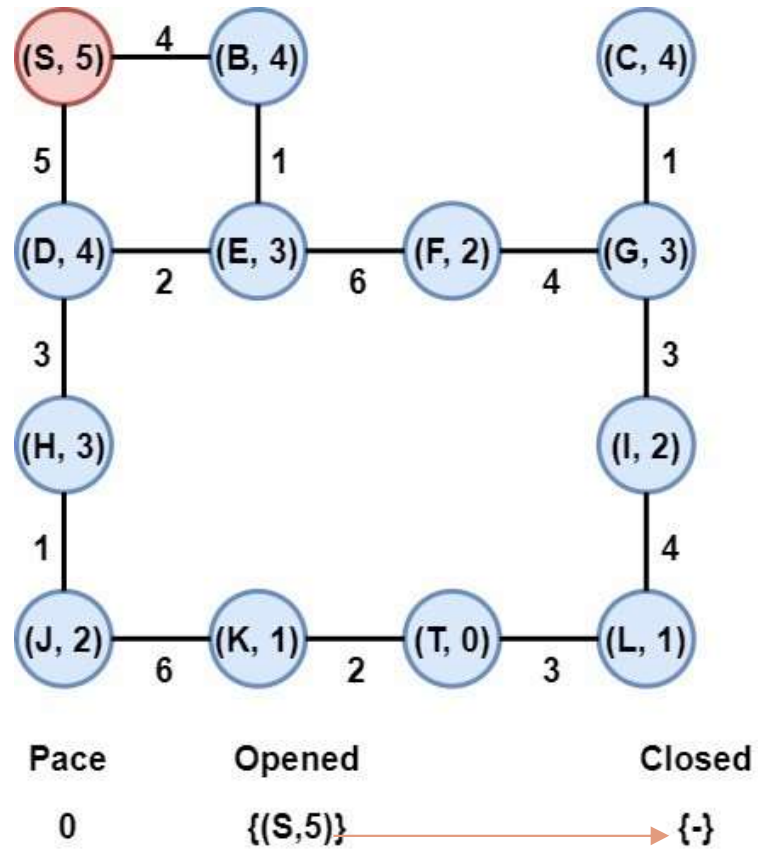 (S, 5) 4 (B, 4) (C, 4)
5 1 1
(D, 4) 2 (E, 3) 6 (F, 2) 4 (G, 3)
3 3
(H, 3) (I, 2)
1 4
(J, 2) 6 (K, 1) 2 (T, 0) 3 (L, 1)
Pace Opened Closed
0 {(S,5)} {-}